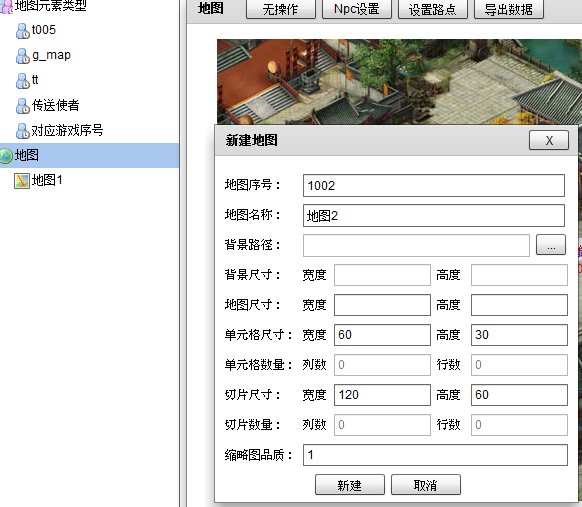 地图元素类型
t005
g_map
tt
传送使者
对应游戏序号
地图
地图1
地图 无操作 Npc设置 设置路点 导出数据
新建地图 X
地图序号： 1002
地图名称： 地图2
背景路径： ...
背景尺寸： 宽度 高度
地图尺寸： 宽度 高度
单元格尺寸： 宽度 60 高度 30
单元格数量： 列数 0 行数 0
切片尺寸： 宽度 120 高度 60
切片数量： 列数 0 行数 0
缩略图品质： 1
新建 取消